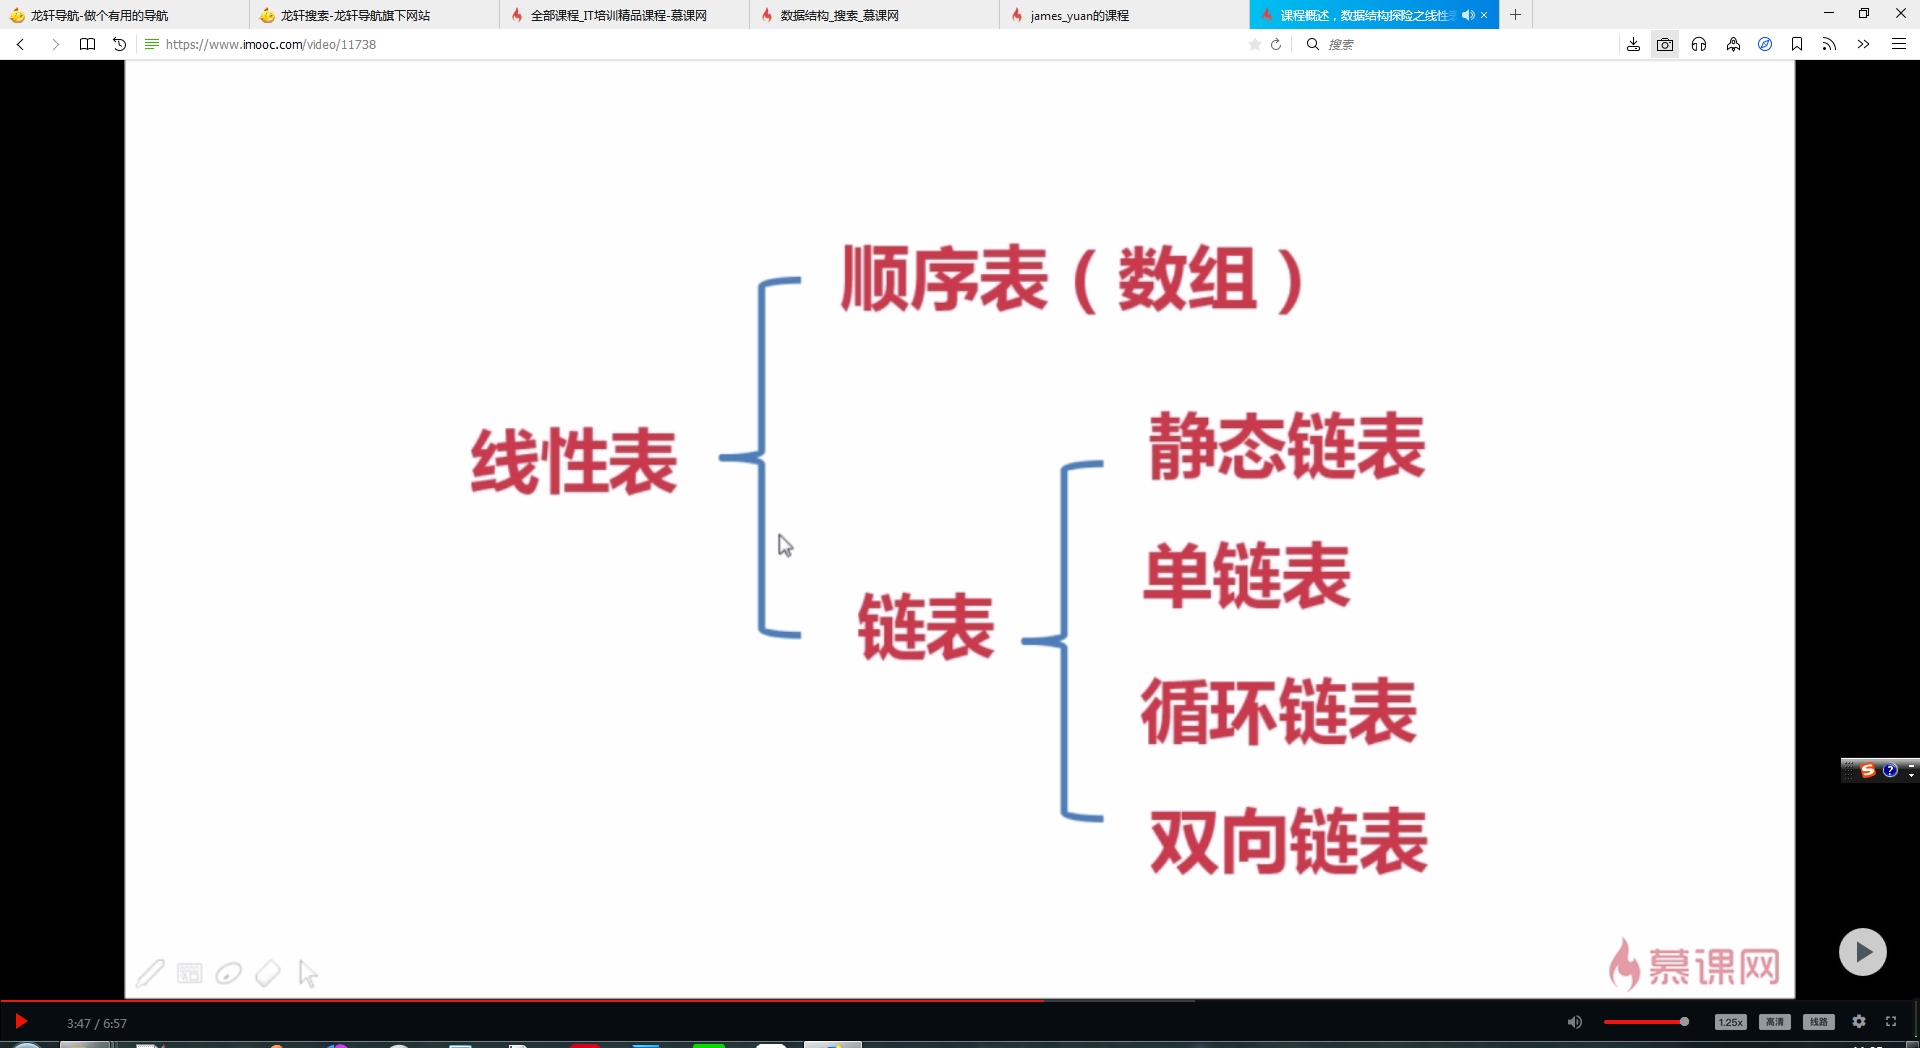 龙轩导航-做个有用的导航
龙轩搜索-龙轩导航旗下网站
全部课程_IT培训精品课程-慕课网
数据结构_搜索_慕课网
james_yuan的课程
课程概述，数据结构探险之线性表
https://www.imooc.com/video/11738
搜索
顺序表（数组）
线性表
静态链表
单链表
链表
循环链表
双向链表
慕课网
3:47 / 6:57
1.25x
高清
线路